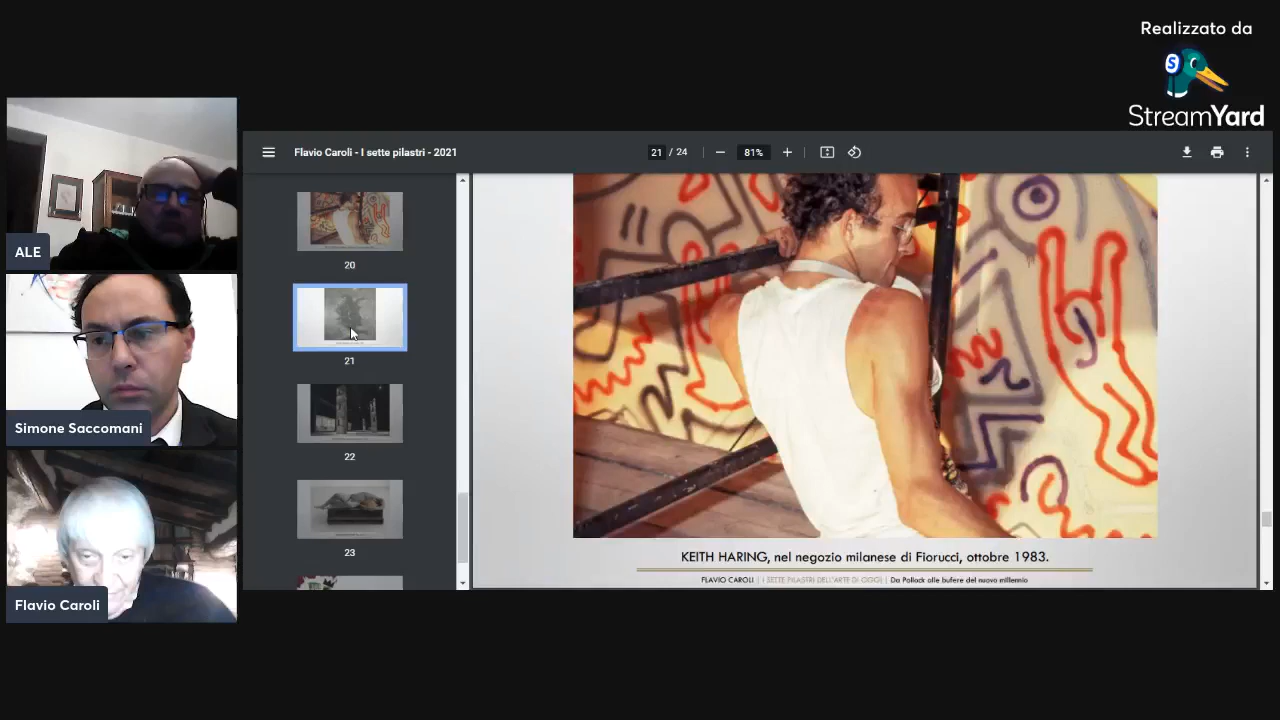 Realizzato da
StreamYard
Flavio Caroli - I sette pilastri - 2021
21 / 24
81%
ALE
Simone Saccomani
Flavio Caroli
20
21
22
23
KEITH HARING, nel negozio milanese di Fiorucci, ottobre 1983.
FLAVIO CAROLI | I SETTE PILASTRI DELL'ARTE DI OGGI | Da Pollock alle bufere del nuovo millennio